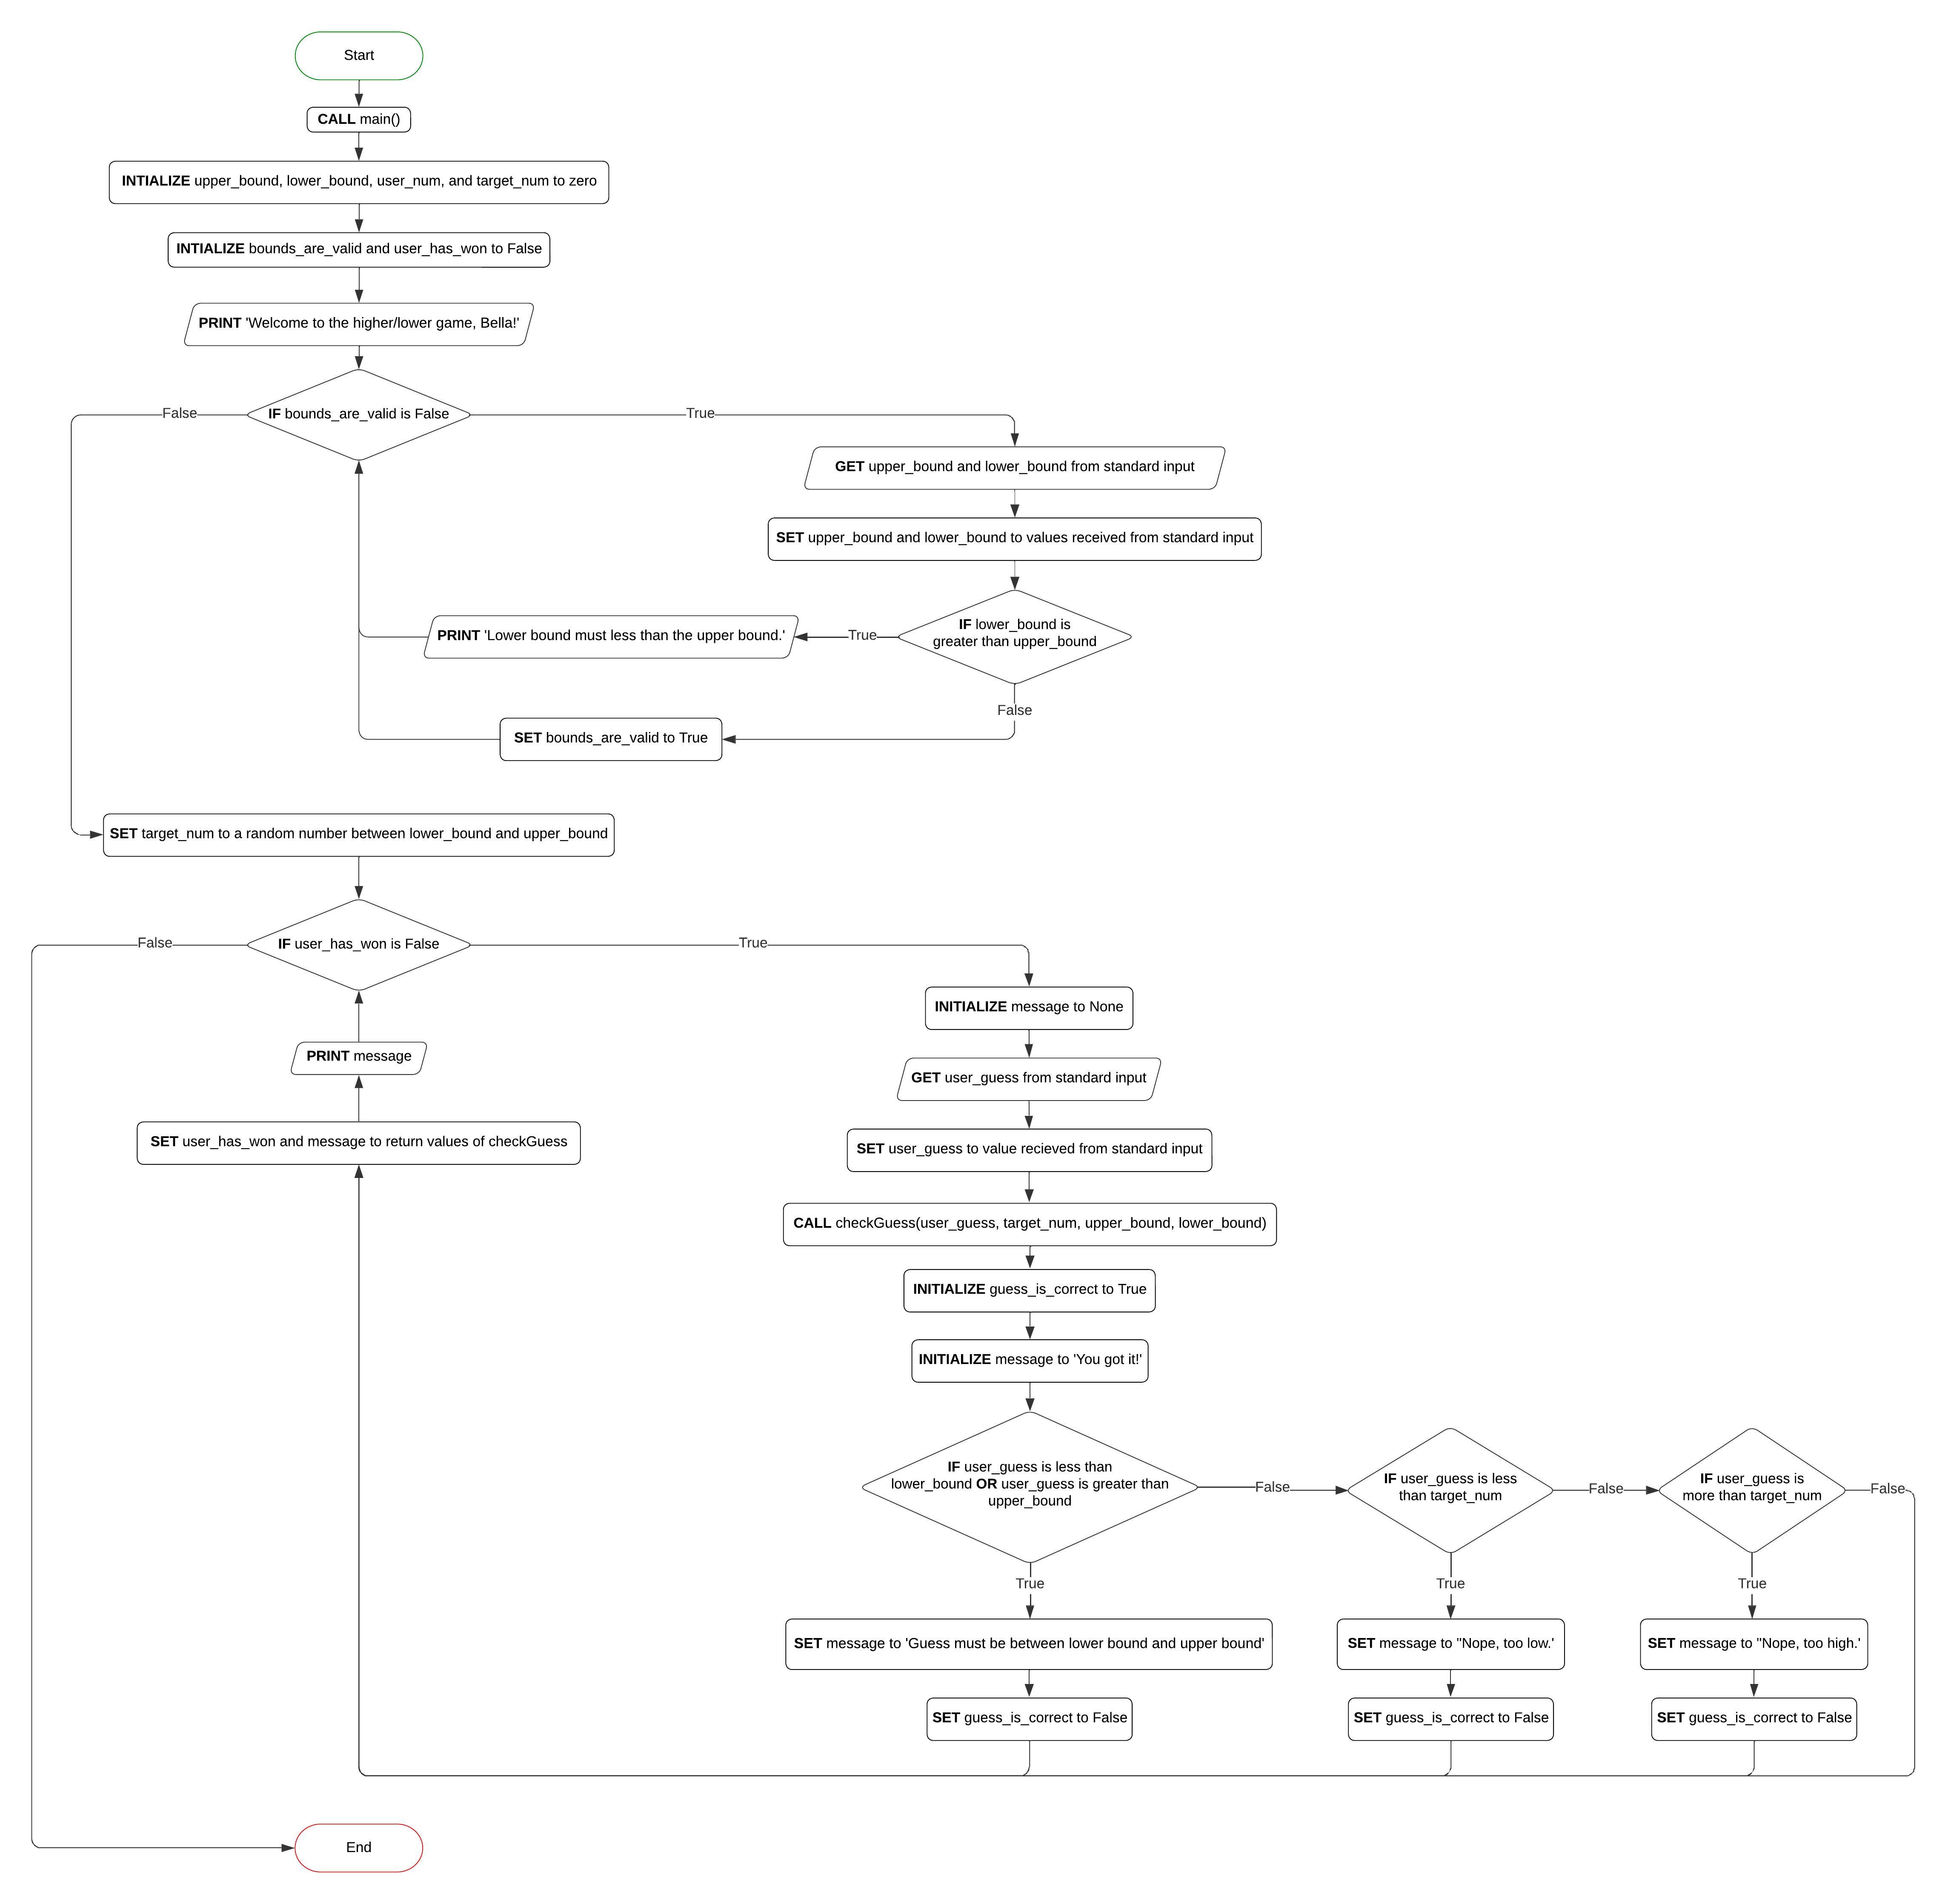 Start
CALL main()
INTIALIZE upper_bound, lower_bound, user_num, and target_num to zero
INTIALIZE bounds_are_valid and user_has_won to False
PRINT 'Welcome to the higher/lower game, Bella!'
False
IF bounds_are_valid is False
True
GET upper_bound and lower_bound from standard input
SET upper_bound and lower_bound to values received from standard input
IF lower_bound is
greater than upper_bound
True
PRINT 'Lower bound must less than the upper bound.'
False
SET bounds_are_valid to True
SET target_num to a random number between lower_bound and upper_bound
False
IF user_has_won is False
True
INITIALIZE message to None
PRINT message
GET user_guess from standard input
SET user_has_won and message to return values of checkGuess
SET user_guess to value recieved from standard input
CALL checkGuess(user_guess, target_num, upper_bound, lower_bound)
INITIALIZE guess_is_correct to True
INITIALIZE message to 'You got it!'
IF user_guess is less than
lower_bound OR user_guess is greater than
upper_bound
False
IF user_guess is less
than target_num
False
IF user_guess is
more than target_num
False
True
True
True
SET message to 'Guess must be between lower bound and upper bound'
SET message to "Nope, too low.'
SET message to "Nope, too high.'
SET guess_is_correct to False
SET guess_is_correct to False
SET guess_is_correct to False
End